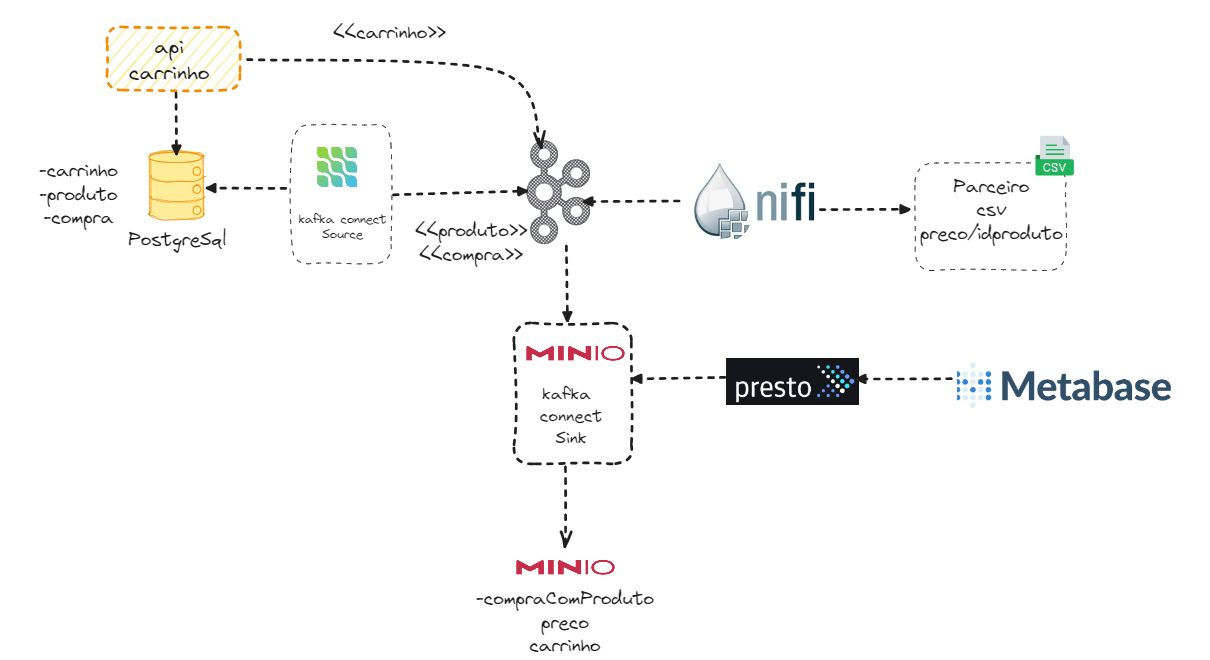 <<carrinho>>
api
carrinho
-carrinho
-produto
-compra
PostgreSql
kafka connect
Source
<<produto>>
<<compra>>
nifi
CSV
Parceiro
csv
preco/idproduto
MINIO
kafka
connect
Sink
presto
Metabase
MINIO
-compraComProduto
preco
carrinho